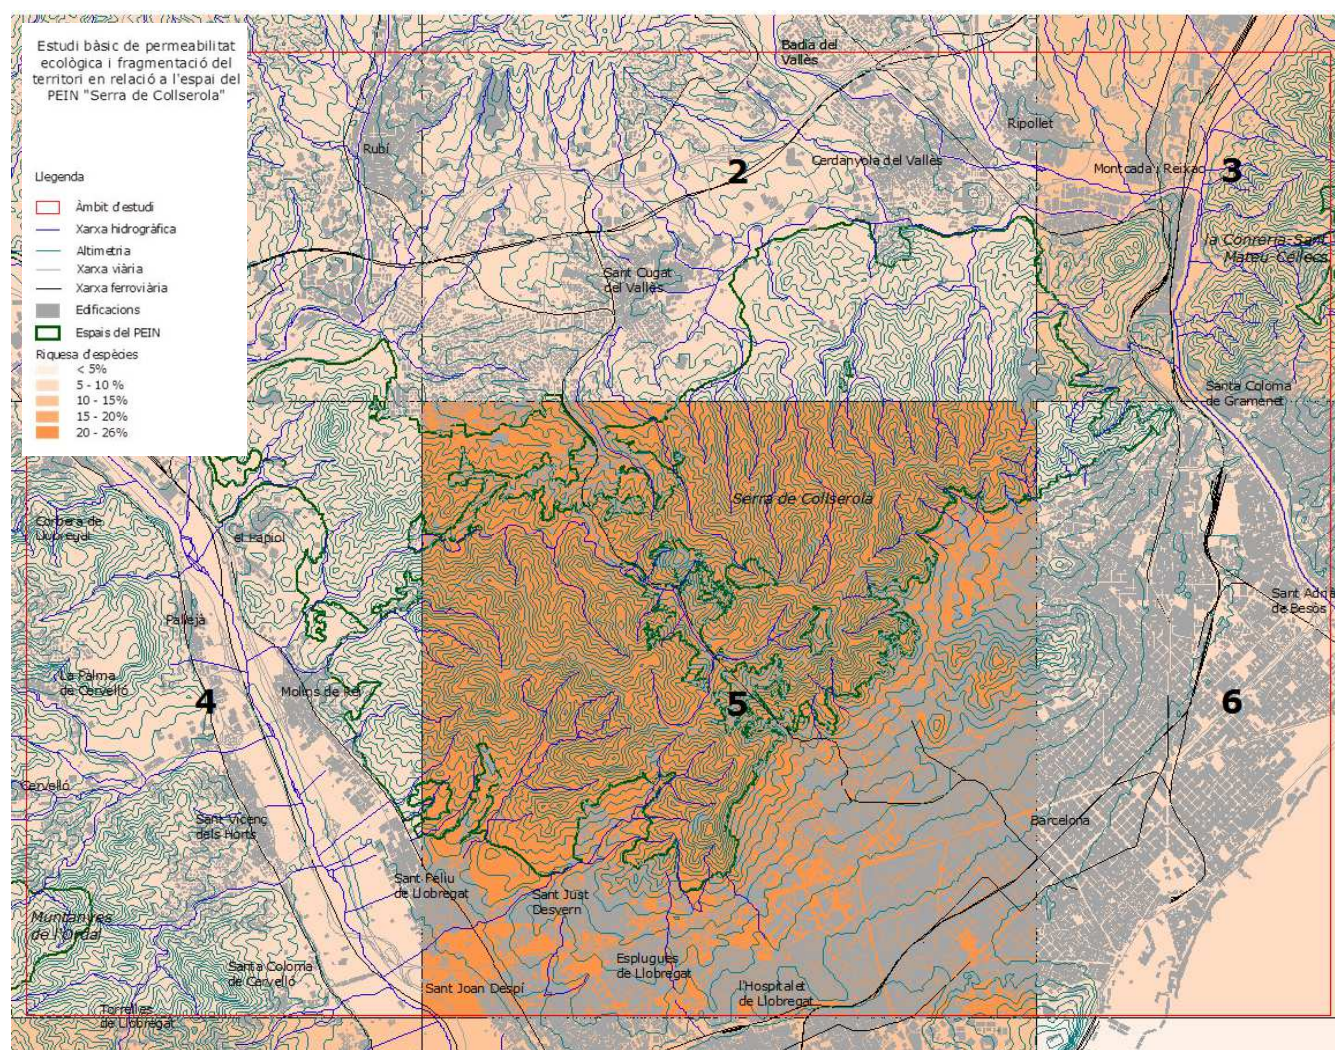 Estudi bàsic de permeabilitat
ecològica i fragmentació del
territori en relació a l'espai del
PEIN "Serra de Collserola"
Llegenda
Àmbit d'estudi
Xarxa hidrogràfica
Altimetria
Xarxa viària
Xarxa ferroviària
Edificacions
Espais del PEIN
Riquesa d'espècies
< 5%
5 - 10 %
10 - 15%
15 - 20%
20 - 26%
Badia del
Vallès
Rubí
2
Cerdanyola del Vallès
Ripollet
Montcada i Reixac
3
la Conreria-Sant
Mateu-Céllecs
Sant Cugat
del Vallès
Santa Coloma
de Gramenet
Serra de Collserola
Corbera de
Llobregat
el Papiol
Sant Adrià
de Besòs
Pallejà
La Palma
de Cervelló
4
Molins de Rei
5
6
Cervelló
Sant Vicenç
dels Horts
Barcelona
Sant Feliu
de Llobregat
Sant Just
Desvern
Muntanyes
de l'Ordal
Santa Coloma
de Cervelló
Esplugues
de Llobregat
Sant Joan Despí
l'Hospitalet
de Llobregat
Torrelles
de Llobregat